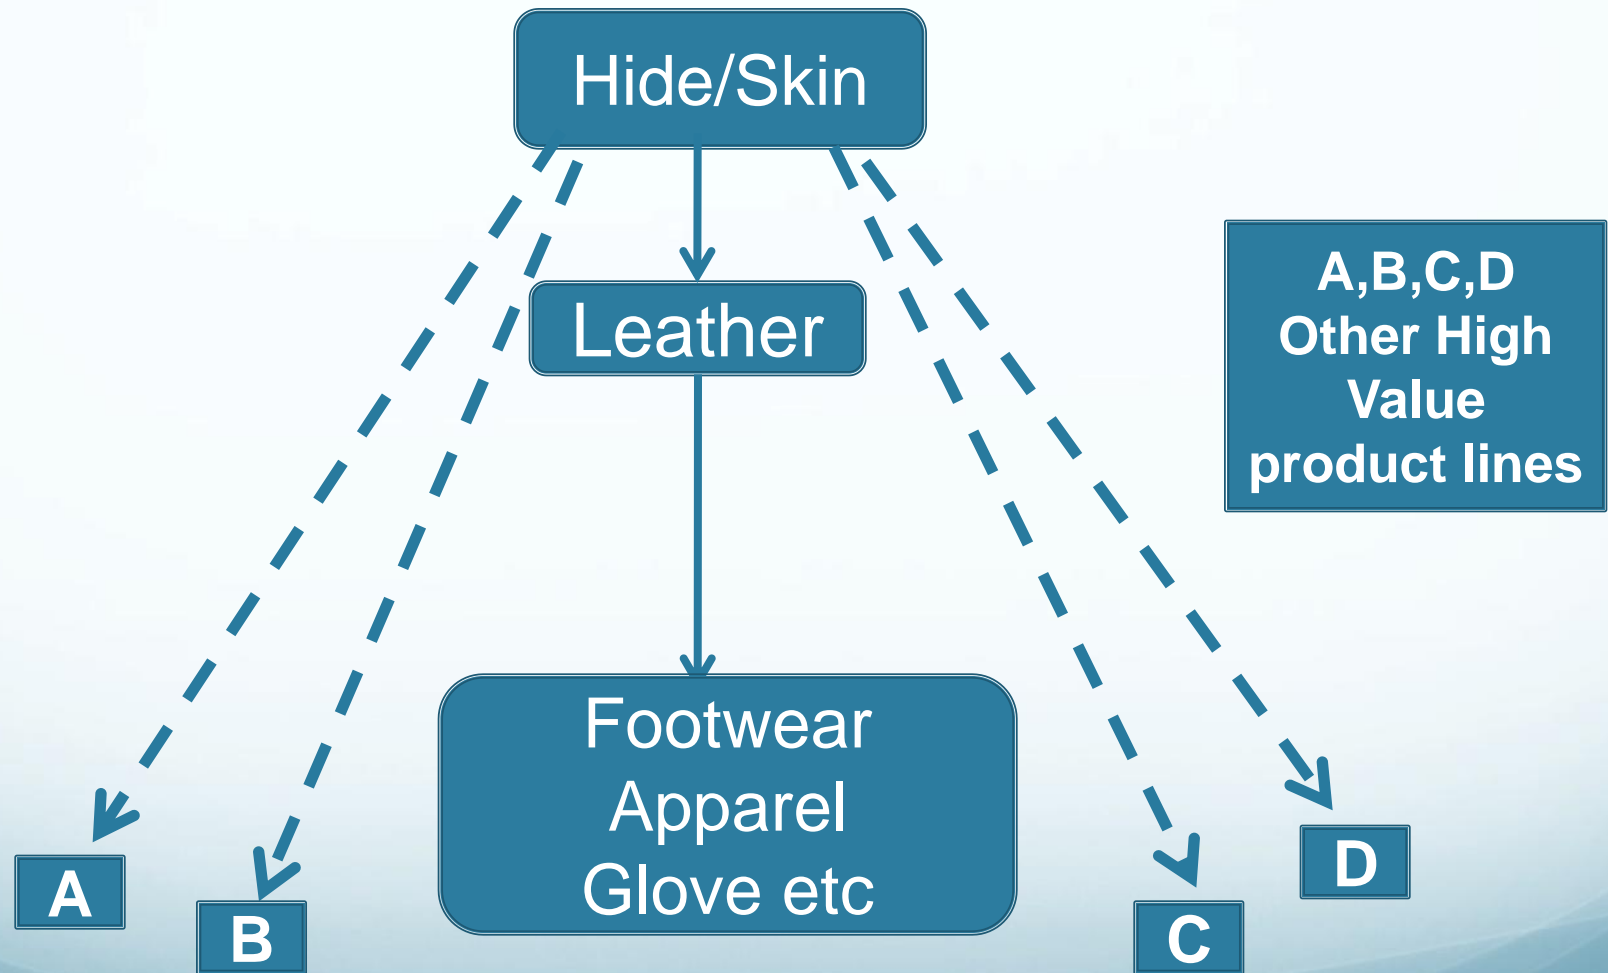 Hide/Skin
Leather
A,B,C,D
Other High
Value
product lines
Footwear
Apparel
Glove etc
A
B
C
D